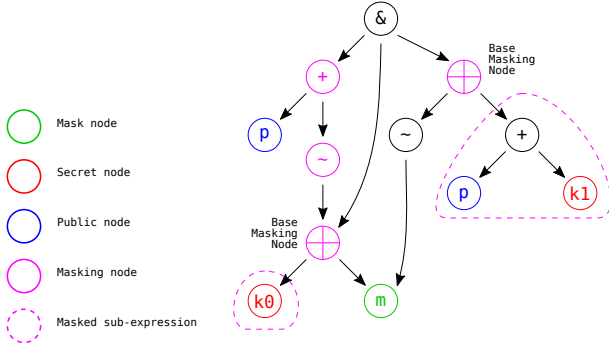 &
Base
Masking
Node
+
p
~
+
~
p
k1
Base
Masking
Node
k0
m
Mask node
Secret node
Public node
Masking node
Masked sub-expression